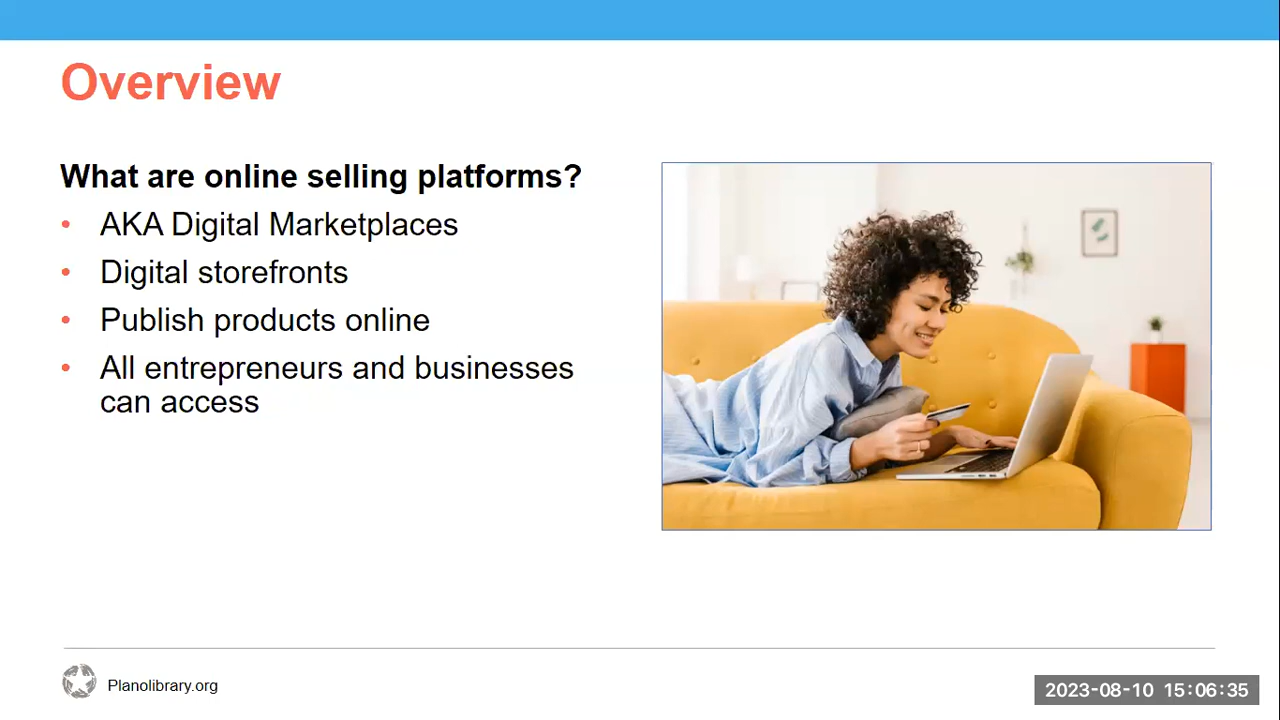 Overview
What are online selling platforms?
• AKA Digital Marketplaces
• Digital storefronts
• Publish products online
• All entrepreneurs and businesses
can access
Planolibrary.org
2023-08-10 15:06:35